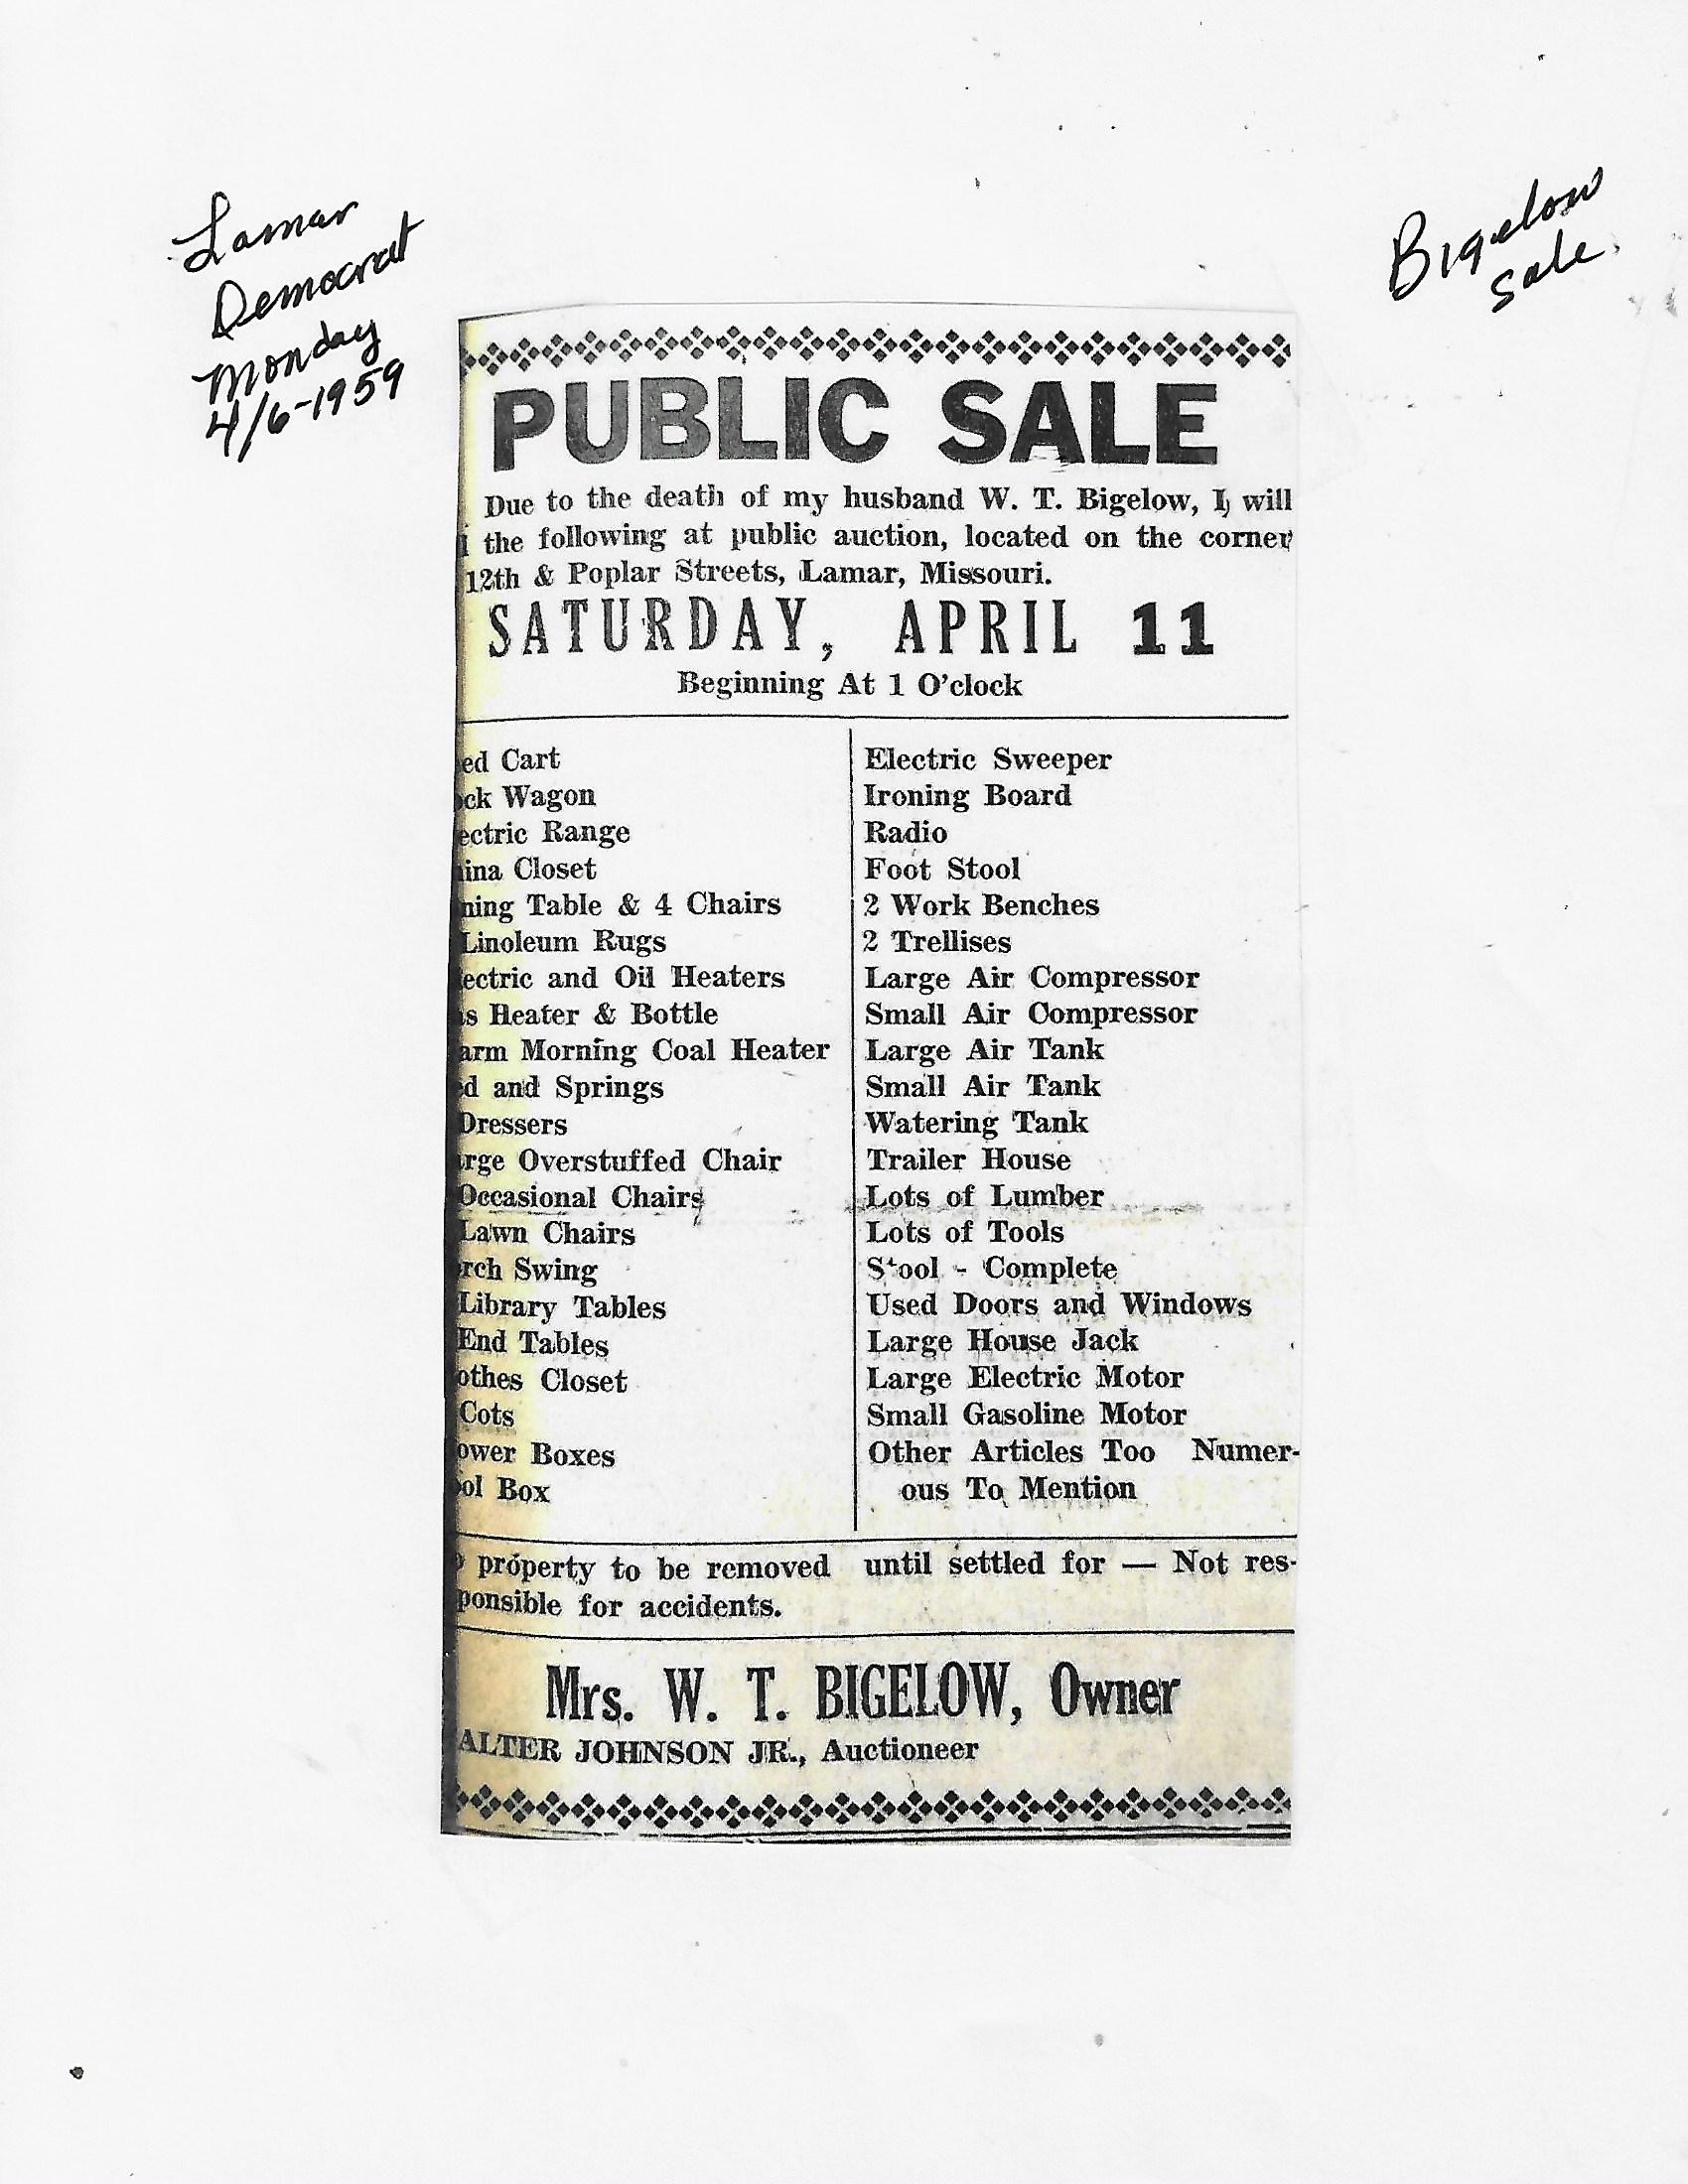 Lamar
Democrat
Monday
4/6-1959
Bigelow
Sale.
PUBLIC SALE
Due to the death of my husband W. T. Bigelow, I, will
the following at public auction, located on the corner
12th & Poplar Streets, Lamar, Missouri.
SATURDAY, APRIL 11
Beginning At 1 O'clock
ed Cart
ck Wagon
ectric Range
ina Closet
ning Table & 4 Chairs
Linoleum Rugs
ectric and Oil Heaters
s Heater & Bottle
arm Morning Coal Heater
d and Springs
Dressers
rge Overstuffed Chair
Occasional Chairs
Lawn Chairs
rch Swing
Library Tables
End Tables
othes Closet
Cots
ower Boxes
ol Box
Electric Sweeper
Ironing Board
Radio
Foot Stool
2 Work Benches
2 Trellises
Large Air Compressor
Small Air Compressor
Large Air Tank
Small Air Tank
Watering Tank
Trailer House
Lots of Lumber
Lots of Tools
Stool - Complete
Used Doors and Windows
Large House Jack
Large Electric Motor
Small Gasoline Motor
Other Articles Too Numer-
ous To Mention
property to be removed until settled for — Not res-
ponsible for accidents.
Mrs. W. T. BIGELOW, Owner
ALTER JOHNSON JR., Auctioneer